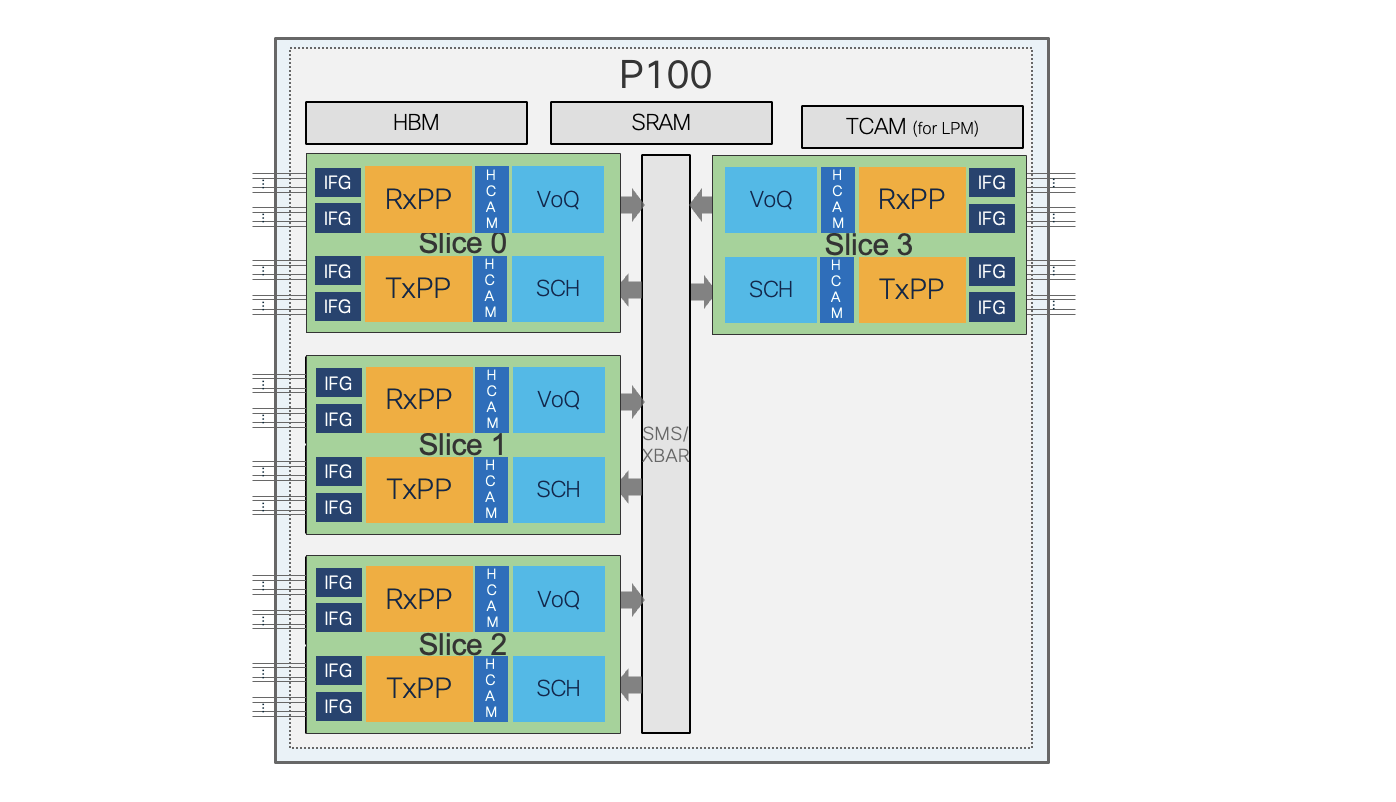 P100
HBM
SRAM
TCAM (for LPM)
IFG
IFG
RxPP
HCAM
VoQ
Slice 0
IFG
IFG
TxPP
HCAM
SCH
VoQ
HCAM
RxPP
IFG
IFG
Slice 3
SCH
HCAM
TxPP
IFG
IFG
IFG
IFG
RxPP
HCAM
VoQ
Slice 1
IFG
IFG
TxPP
HCAM
SCH
SMS/
XBAR
IFG
IFG
RxPP
HCAM
VoQ
Slice 2
IFG
IFG
TxPP
HCAM
SCH